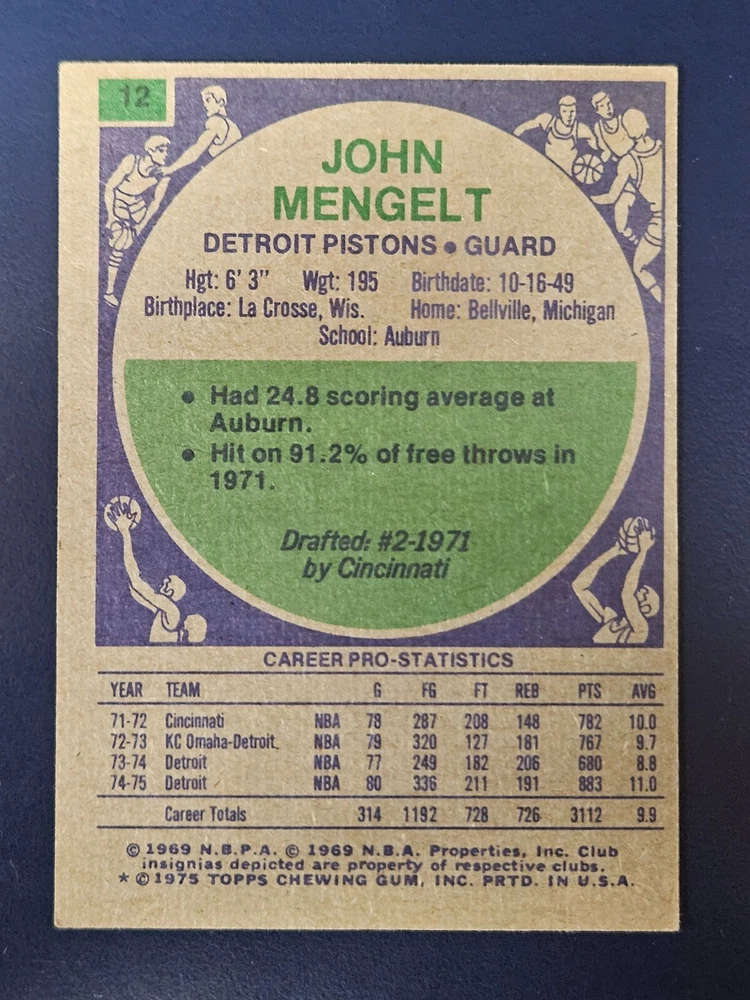 12
JOHN
MENGELT
DETROIT PISTONS • GUARD
Hgt: 6' 3" Wgt: 195 Birthdate: 10-16-49
Birthplace: La Crosse, Wis. Home: Bellville, Michigan
School: Auburn
• Had 24.8 scoring average at
Auburn.
• Hit on 91.2% of free throws in
1971.
Drafted: #2-1971
by Cincinnati
CAREER PRO-STATISTICS
YEAR TEAM G FG FT REB PTS AVG
71-72 Cincinnati NBA 78 287 208 148 782 10.0
72-73 KC Omaha-Detroit NBA 79 320 127 181 767 9.7
73-74 Detroit NBA 77 249 182 206 680 8.8
74-75 Detroit NBA 80 336 211 191 883 11.0
Career Totals 314 1192 728 726 3112 9.9
© 1969 N.B.P.A. © 1969 N.B.A. Properties, Inc. Club
insignias depicted are property of respective clubs.
* © 1975 TOPPS CHEWING GUM, INC. PRTD. IN U.S.A.